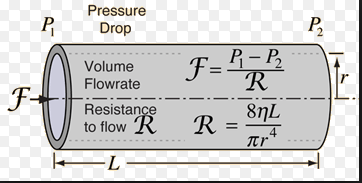 Pressure
P₁ Drop P₂
Volume
Flowrate
ℱ = P₁ − P₂ / ℛ
ℱ
r
Resistance
to flow ℛ
ℛ = 8ηL / πr⁴
L